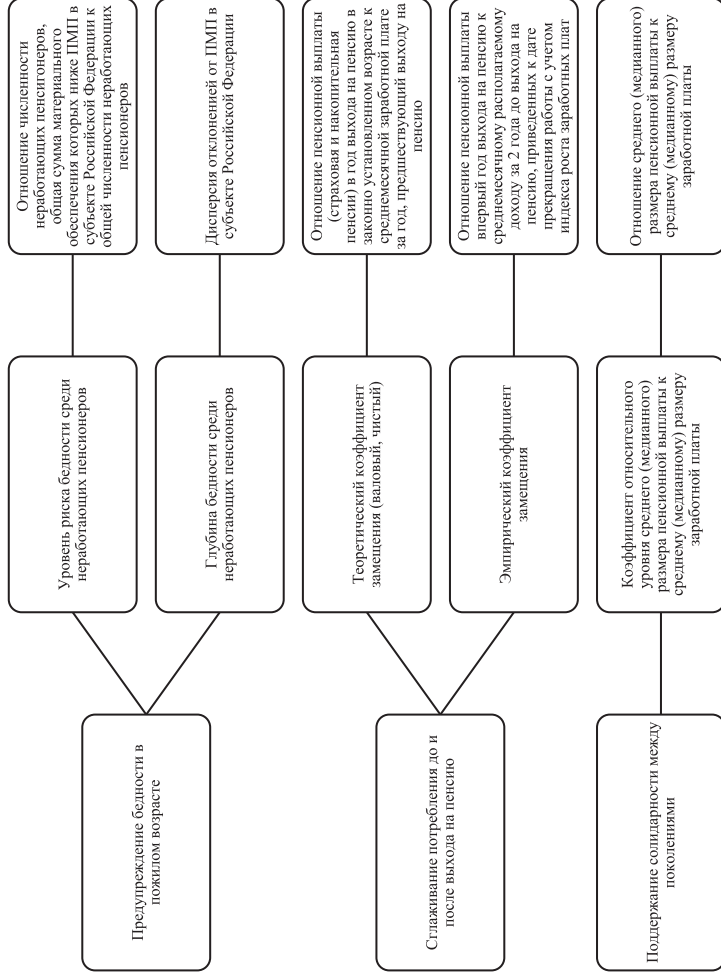 Предупреждение бедности в
пожилом возрасте
Уровень риска бедности среди
неработающих пенсионеров
Отношение численности
неработающих пенсигонеров,
общая сумма материального
обеспечения которых ниже ПМП в
субъекте Российской Федерации к
общей численности неработающих
пенсионеров
Глубина бедности среди
неработающих пенсионеров
Дисперсия отклоненией от ПМП в
субъекте Российской Федерации
Сглаживание потребления до и
после выхода на пенсию
Теоретический коэффициент
замещения (валовый, чистый)
Отношение пенсионной выплаты
(страховая и накопительная
пенсии) в год выхода на пенсию в
законно установленном возрасте к
среднемесячной заработной плате
за год, предшествующий выходу на
пенсию
Эмпирический коэффициент
замещения
Отношение пенсионной выплаты
впервый год выхода на пенсию к
среднемесячному располагаемому
доходу за 2 года до выхода на
пенсию, приведенных к дате
прекращения работы с учетом
индекса роста заработных плат
Поддержание солидарности между
поколениями
Коэффициент относительного
уровня среднего (медианного)
размера пенсионной выплаты к
среднему (медианному) размеру
заработной платы
Отношение среднего (медианного)
размера пенсионной выплаты к
среднему (медианному) размеру
заработной платы